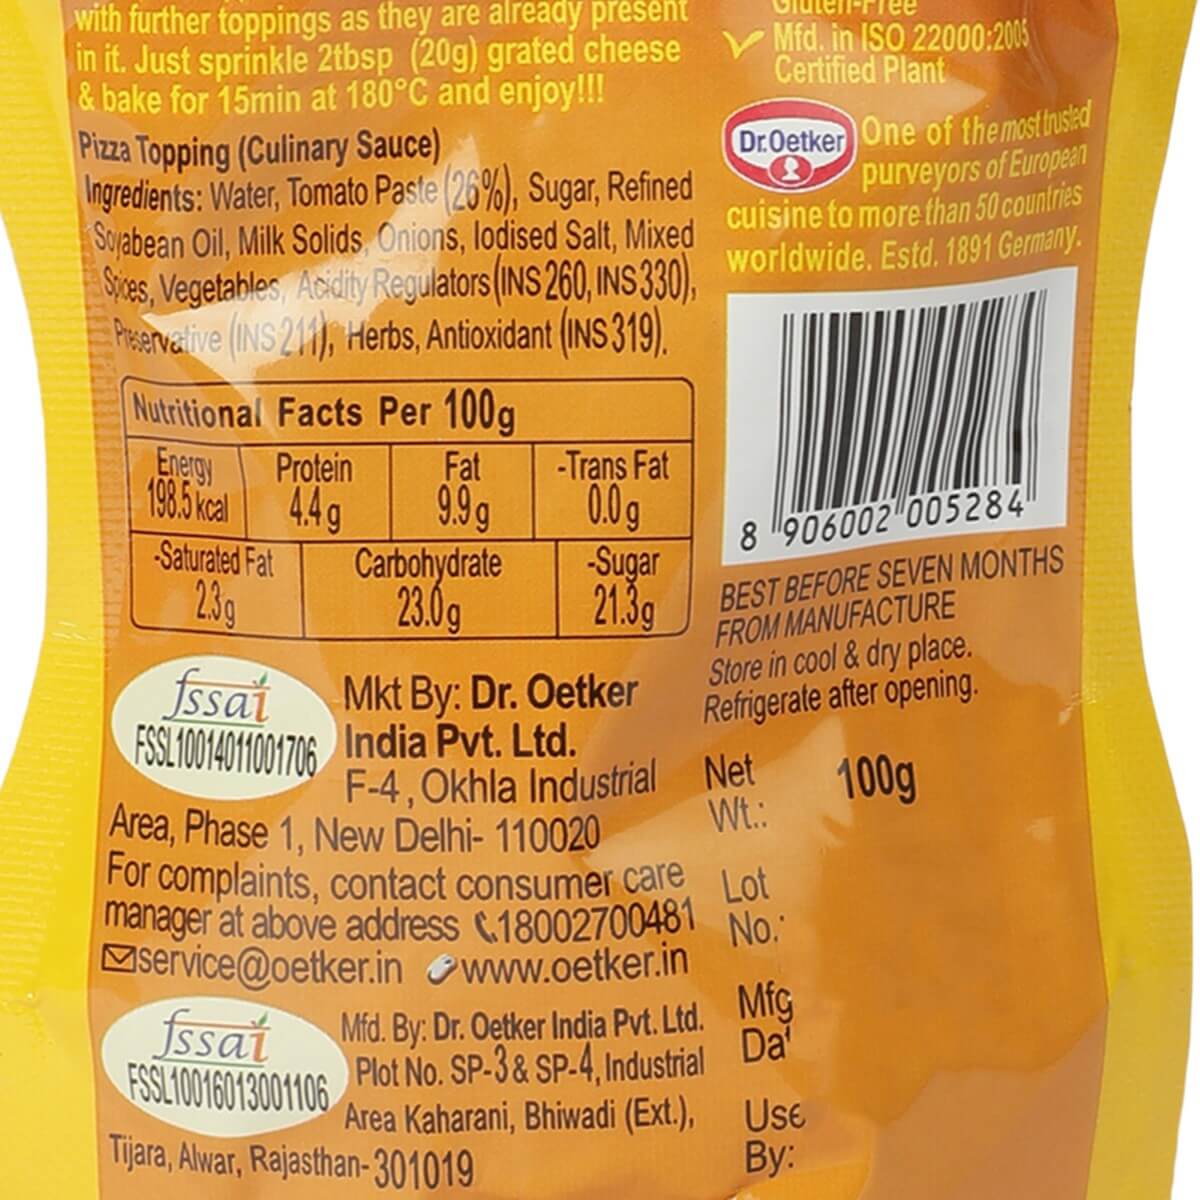 with further toppings as they are already present
in it. Just sprinkle 2tbsp (20g) grated cheese
& bake for 15min at 180°C and enjoy!!!
Pizza Topping (Culinary Sauce)
Ingredients: Water, Tomato Paste (26%), Sugar, Refined
Soyabean Oil, Milk Solids, Onions, Iodised Salt, Mixed
Spices, Vegetables, Acidity Regulators (INS 260, INS 330),
Preservative (INS 211), Herbs, Antioxidant (INS 319).
Nutritional Facts Per 100g
Energy
198.5 kcal
Protein
4.4 g
Fat
9.9 g
-Trans Fat
0.0 g
-Saturated Fat
2.3 g
Carbohydrate
23.0 g
-Sugar
21.3 g
fssai
FSSL10014011001706
Mkt By: Dr. Oetker
India Pvt. Ltd.
F-4, Okhla Industrial
Area, Phase 1, New Delhi- 110020
For complaints, contact consumer care
manager at above address 18002700481
service@oetker.in www.oetker.in
fssai
FSSL10016013001106
Mfd. By: Dr. Oetker India Pvt. Ltd.
Plot No. SP-3 & SP-4, Industrial
Area Kaharani, Bhiwadi (Ext.),
Tijara, Alwar, Rajasthan-301019
Gluten-Free
Mfd. in ISO 22000:2005
Certified Plant
Dr.Oetker
One of the most trusted
purveyors of European
cuisine to more than 50 countries
worldwide. Estd. 1891 Germany.
8 906002 005284
BEST BEFORE SEVEN MONTHS
FROM MANUFACTURE
Store in cool & dry place.
Refrigerate after opening.
Net 100g
Wt.:
Lot
No.:
Mfg
Use
By: